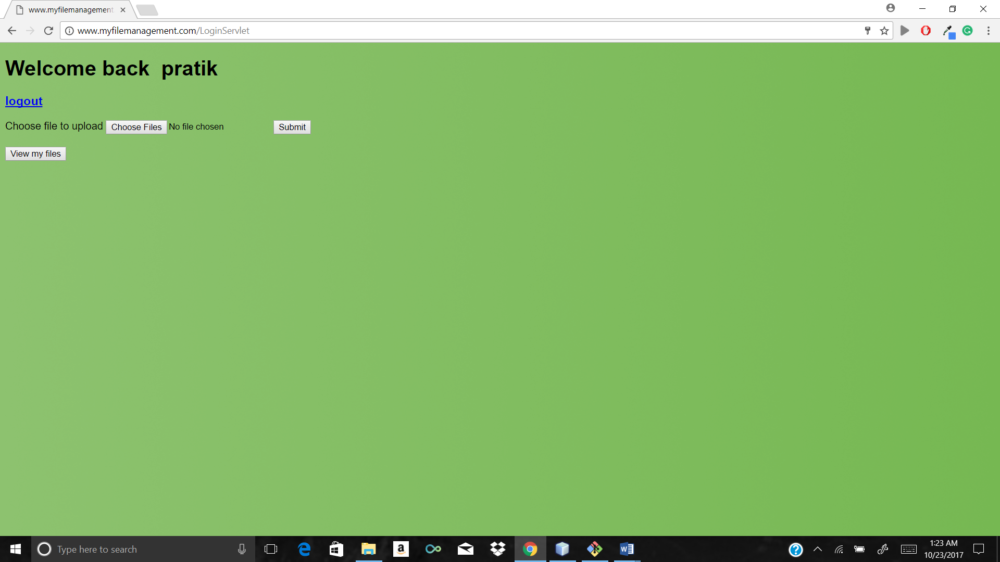 www.myfilemanagement
www.myfilemanagement.com/LoginServlet
Welcome back  pratik
logout
Choose file to upload Choose Files No file chosen Submit
View my files
Type here to search
1:23 AM
10/23/2017